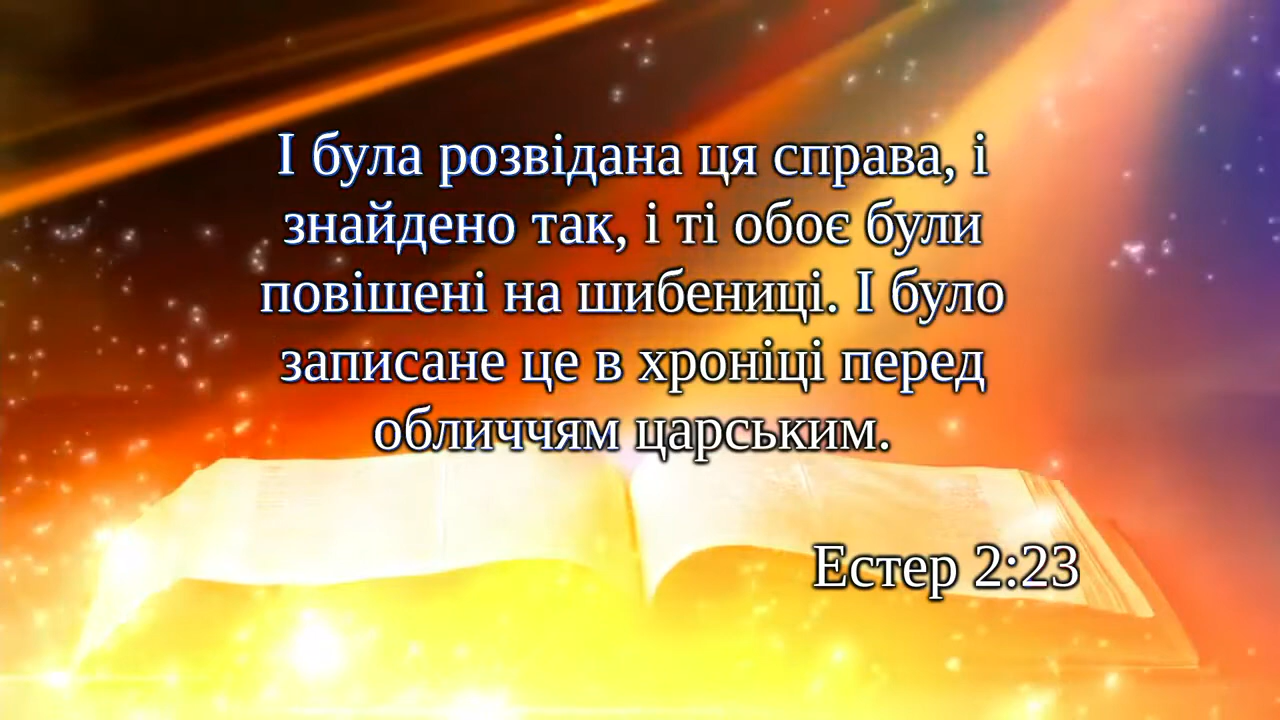 І була розвідана ця справа, і
знайдено так, і ті обоє були
повішені на шибениці. І було
записане це в хроніці перед
обличчям царським.
Естер 2:23